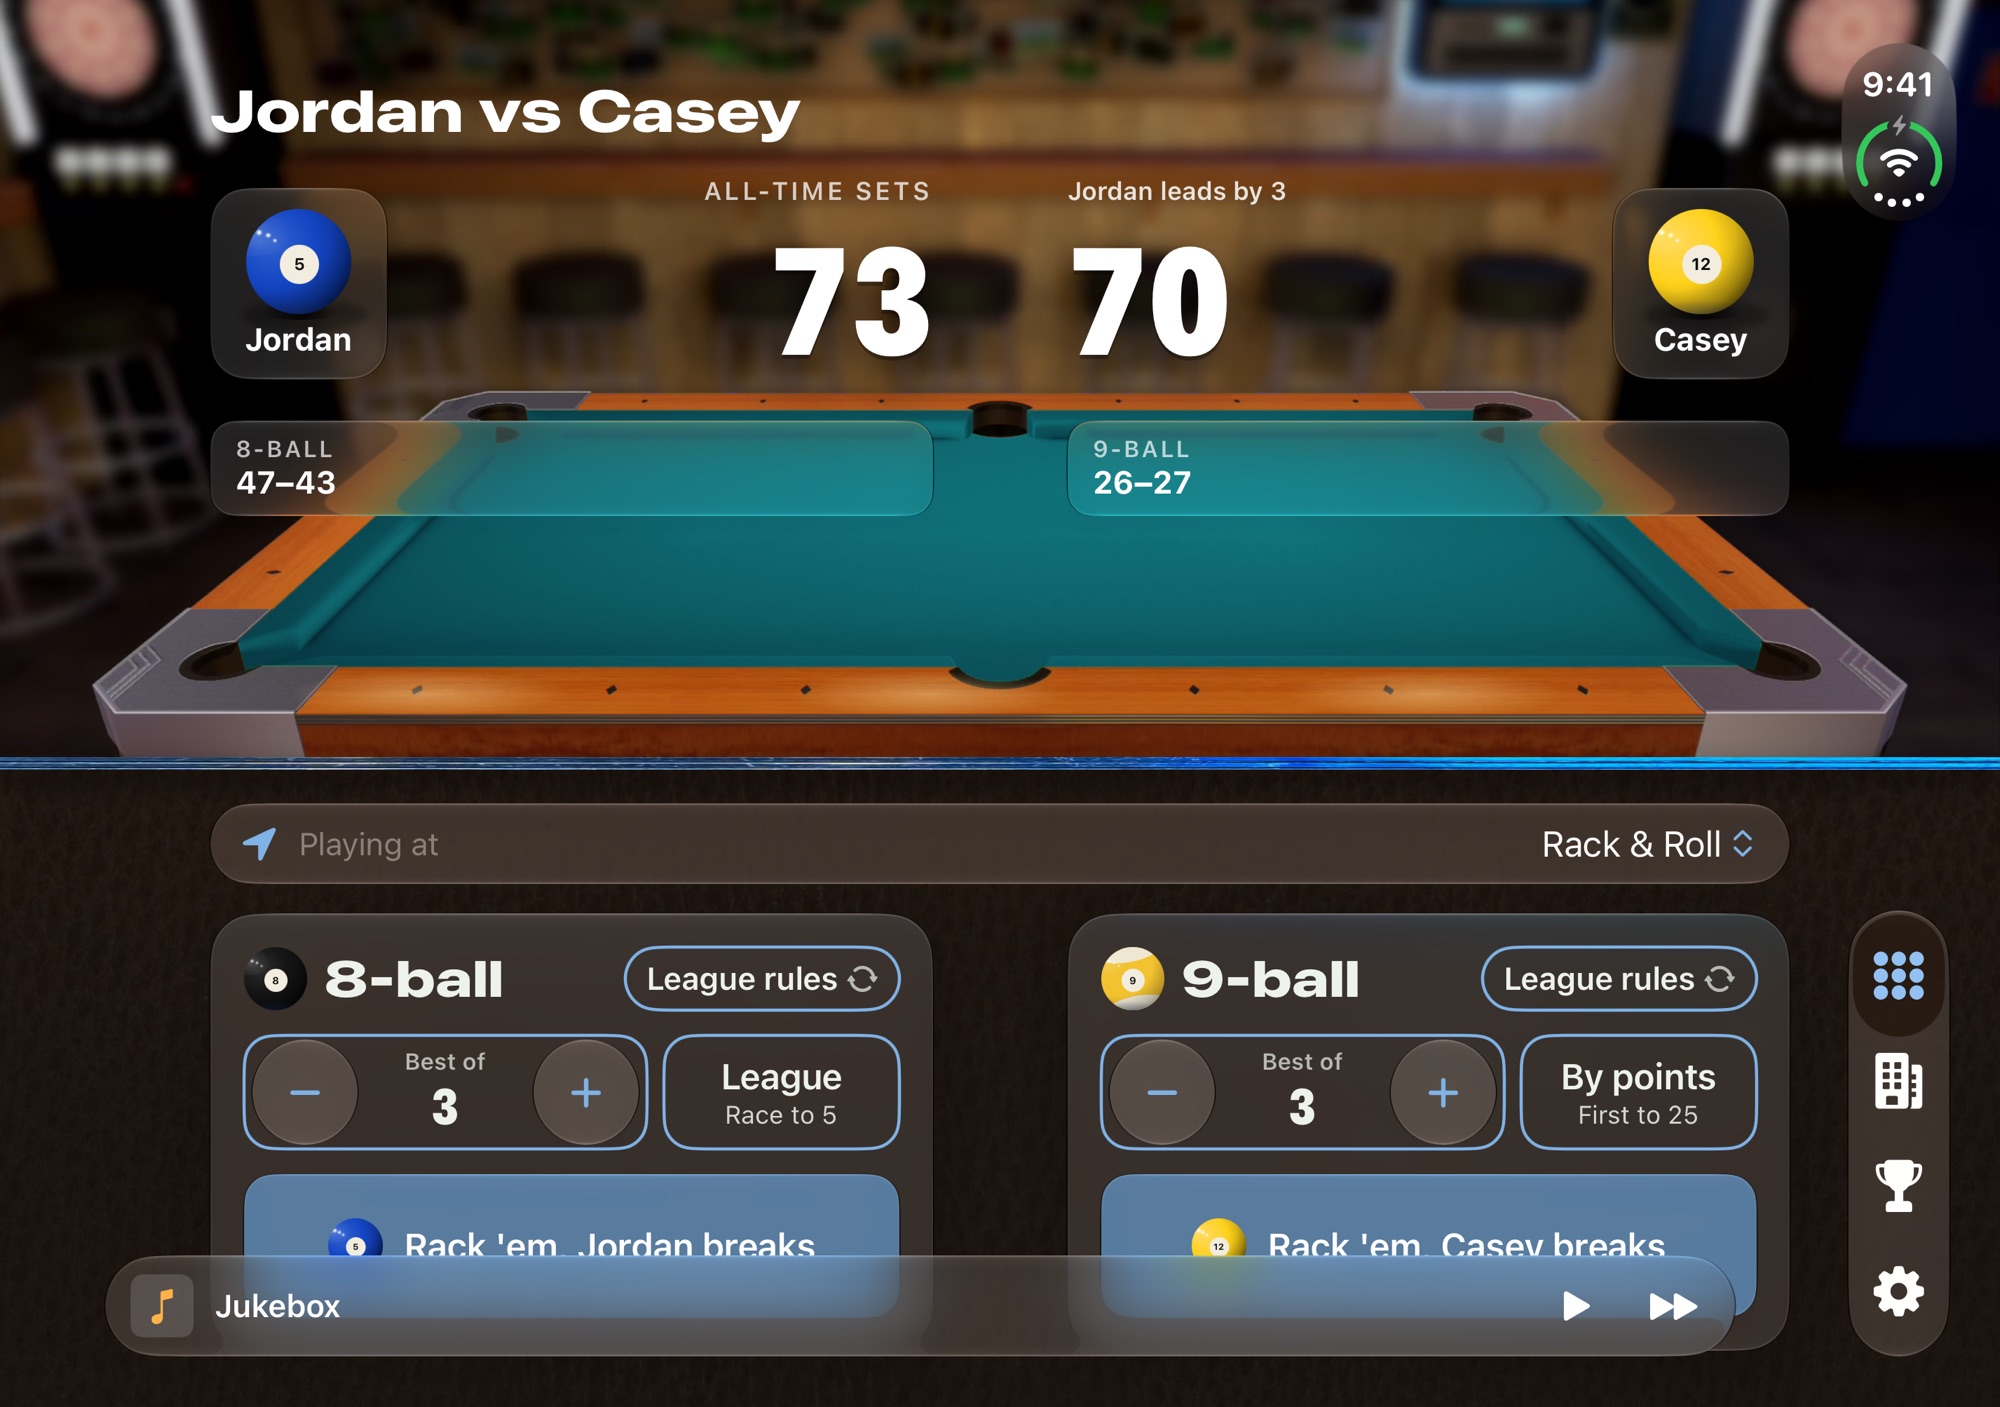 9:41
Jordan vs Casey
ALL-TIME SETS
Jordan leads by 3
5
Jordan
73
70
12
Casey
8-BALL
47–43
9-BALL
26–27
Playing at
Rack & Roll
8
8-ball
League rules
Best of
3
League
Race to 5
5
Rack 'em. Jordan breaks
9
9-ball
League rules
Best of
3
By points
First to 25
12
Rack 'em. Casey breaks
Jukebox